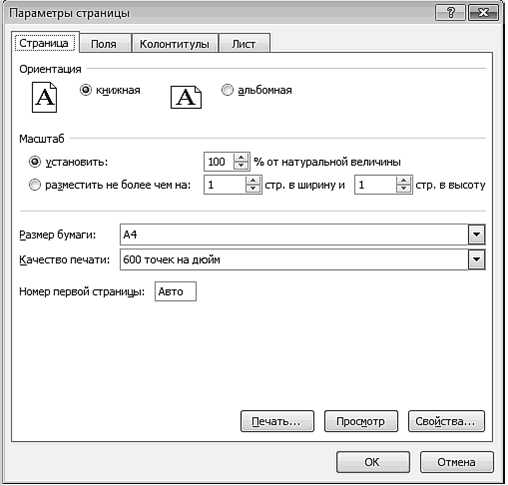 Параметры страницы
Страница Поля Колонтитулы Лист
Ориентация
A книжная A альбомная
Масштаб
установить: 100 % от натуральной величины
разместить не более чем на: 1 стр. в ширину и 1 стр. в высоту
Размер бумаги: A4
Качество печати: 600 точек на дюйм
Номер первой страницы: Авто
Печать... Просмотр Свойства...
ОК Отмена